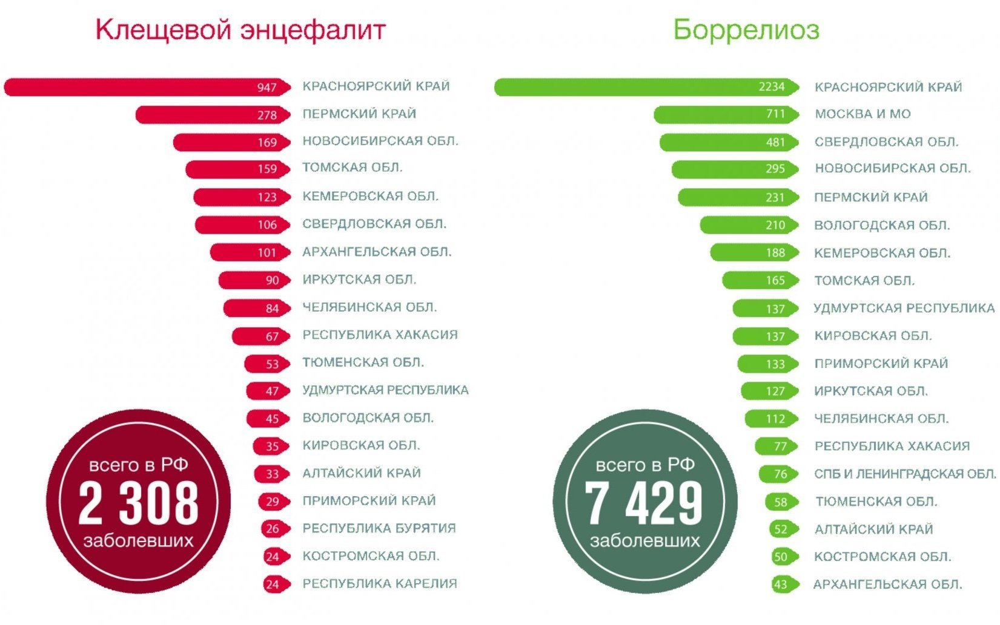 Клещевой энцефалит
947 КРАСНОЯРСКИЙ КРАЙ
278 ПЕРМСКИЙ КРАЙ
169 НОВОСИБИРСКАЯ ОБЛ.
159 ТОМСКАЯ ОБЛ.
123 КЕМЕРОВСКАЯ ОБЛ.
106 СВЕРДЛОВСКАЯ ОБЛ.
101 АРХАНГЕЛЬСКАЯ ОБЛ.
90 ИРКУТСКАЯ ОБЛ.
84 ЧЕЛЯБИНСКАЯ ОБЛ.
67 РЕСПУБЛИКА ХАКАСИЯ
53 ТЮМЕНСКАЯ ОБЛ.
47 УДМУРТСКАЯ РЕСПУБЛИКА
45 ВОЛОГОДСКАЯ ОБЛ.
35 КИРОВСКАЯ ОБЛ.
33 АЛТАЙСКИЙ КРАЙ
29 ПРИМОРСКИЙ КРАЙ
26 РЕСПУБЛИКА БУРЯТИЯ
24 КОСТРОМСКАЯ ОБЛ.
24 РЕСПУБЛИКА КАРЕЛИЯ
всего в РФ
2 308
заболевших
Боррелиоз
2234 КРАСНОЯРСКИЙ КРАЙ
711 МОСКВА И МО
481 СВЕРДЛОВСКАЯ ОБЛ.
295 НОВОСИБИРСКАЯ ОБЛ.
231 ПЕРМСКИЙ КРАЙ
210 ВОЛОГОДСКАЯ ОБЛ.
188 КЕМЕРОВСКАЯ ОБЛ.
165 ТОМСКАЯ ОБЛ.
137 УДМУРТСКАЯ РЕСПУБЛИКА
137 КИРОВСКАЯ ОБЛ.
133 ПРИМОРСКИЙ КРАЙ
127 ИРКУТСКАЯ ОБЛ.
112 ЧЕЛЯБИНСКАЯ ОБЛ.
77 РЕСПУБЛИКА ХАКАСИЯ
76 СПБ И ЛЕНИНГРАДСКАЯ ОБЛ.
58 ТЮМЕНСКАЯ ОБЛ.
52 АЛТАЙСКИЙ КРАЙ
50 КОСТРОМСКАЯ ОБЛ.
43 АРХАНГЕЛЬСКАЯ ОБЛ.
всего в РФ
7 429
заболевших